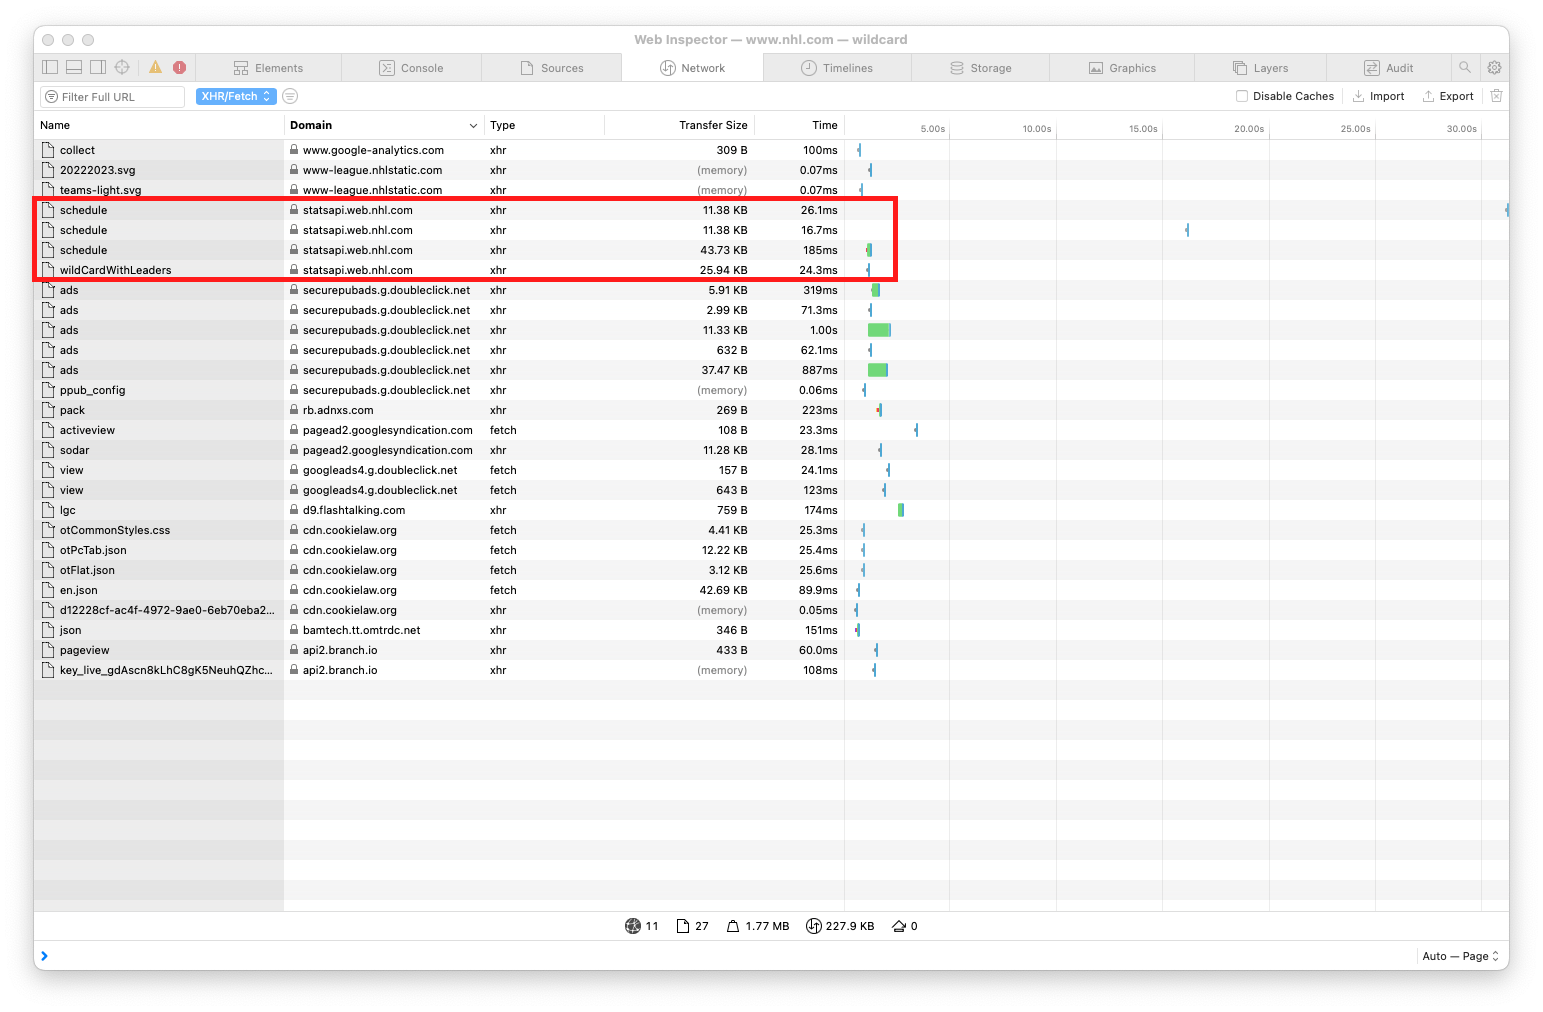 Web Inspector — www.nhl.com — wildcard
Elements Console Sources Network Timelines Storage Graphics Layers Audit
Filter Full URL XHR/Fetch Disable Caches Import Export
Name Domain Type Transfer Size Time 5.00s 10.00s 15.00s 20.00s 25.00s 30.00s
collect www.google-analytics.com xhr 309 B 100ms
20222023.svg www-league.nhlstatic.com xhr (memory) 0.07ms
teams-light.svg www-league.nhlstatic.com xhr (memory) 0.07ms
schedule statsapi.web.nhl.com xhr 11.38 KB 26.1ms
schedule statsapi.web.nhl.com xhr 11.38 KB 16.7ms
schedule statsapi.web.nhl.com xhr 43.73 KB 185ms
wildCardWithLeaders statsapi.web.nhl.com xhr 25.94 KB 24.3ms
ads securepubads.g.doubleclick.net xhr 5.91 KB 319ms
ads securepubads.g.doubleclick.net xhr 2.99 KB 71.3ms
ads securepubads.g.doubleclick.net xhr 11.33 KB 1.00s
ads securepubads.g.doubleclick.net xhr 632 B 62.1ms
ads securepubads.g.doubleclick.net xhr 37.47 KB 887ms
ppub_config securepubads.g.doubleclick.net xhr (memory) 0.06ms
pack rb.adnxs.com xhr 269 B 223ms
activeview pagead2.googlesyndication.com fetch 108 B 23.3ms
sodar pagead2.googlesyndication.com xhr 11.28 KB 28.1ms
view googleads4.g.doubleclick.net fetch 157 B 24.1ms
view googleads4.g.doubleclick.net fetch 643 B 123ms
lgc d9.flashtalking.com xhr 759 B 174ms
otCommonStyles.css cdn.cookielaw.org fetch 4.41 KB 25.3ms
otPcTab.json cdn.cookielaw.org fetch 12.22 KB 25.4ms
otFlat.json cdn.cookielaw.org fetch 3.12 KB 25.6ms
en.json cdn.cookielaw.org fetch 42.69 KB 89.9ms
d12228cf-ac4f-4972-9ae0-6eb70eba2... cdn.cookielaw.org xhr (memory) 0.05ms
json bamtech.tt.omtrdc.net xhr 346 B 151ms
pageview api2.branch.io xhr 433 B 60.0ms
key_live_gdAscn8kLhC8gK5NeuhQZhc... api2.branch.io xhr (memory) 108ms
11 27 1.77 MB 227.9 KB 0
Auto — Page